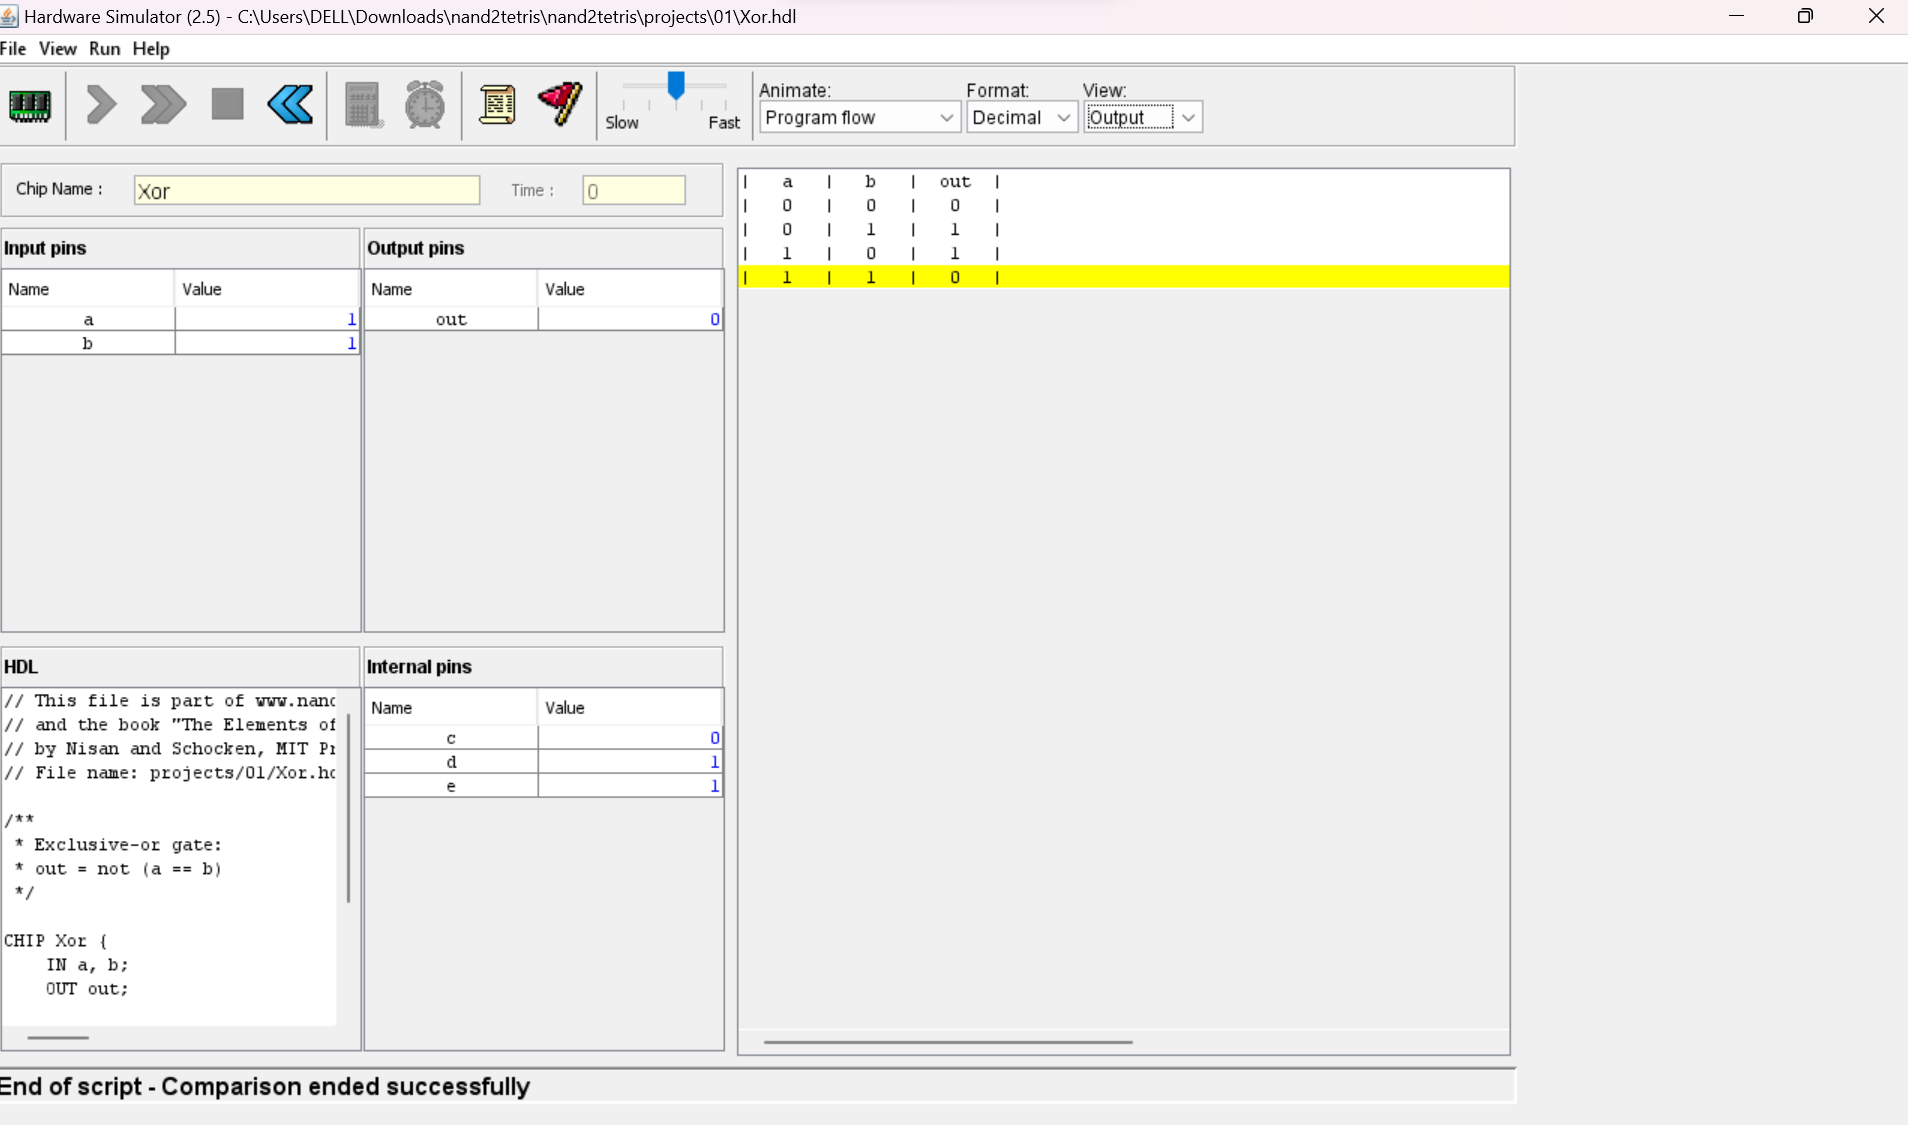 Hardware Simulator (2.5) - C:\Users\DELL\Downloads\nand2tetris\nand2tetris\projects\01\Xor.hdl
File View Run Help
Animate: Format: View:
Slow Fast Program flow Decimal Output
Chip Name : Xor Time : 0
Input pins
Name Value
a 1
b 1
Output pins
Name Value
out 0
| a | b | out |
| 0 | 0 | 0 |
| 0 | 1 | 1 |
| 1 | 0 | 1 |
| 1 | 1 | 0 |
HDL
// This file is part of www.nand
// and the book "The Elements of
// by Nisan and Schocken, MIT Pr
// File name: projects/01/Xor.hd
/**
* Exclusive-or gate:
* out = not (a == b)
*/
CHIP Xor {
IN a, b;
OUT out;
Internal pins
Name Value
c 0
d 1
e 1
End of script - Comparison ended successfully